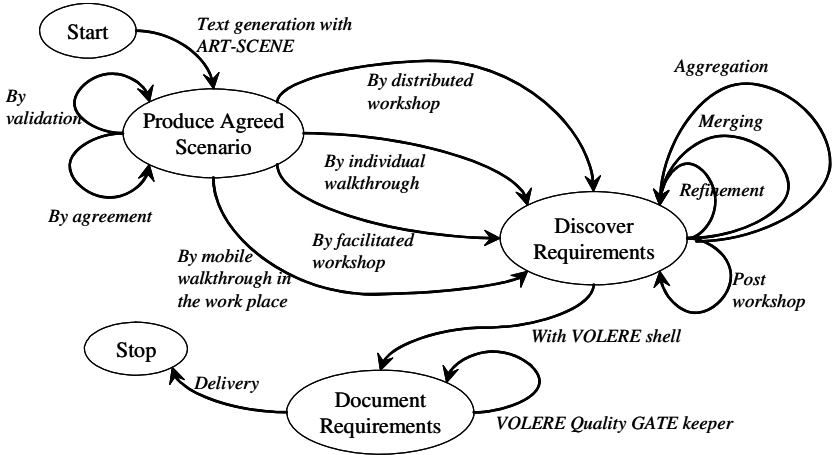 Start
Text generation with
ART-SCENE
By
validation
Produce Agreed
Scenario
By agreement
By distributed
workshop
By individual
walkthrough
By facilitated
workshop
By mobile
walkthrough in
the work place
Aggregation
Merging
Refinement
Discover
Requirements
Post
workshop
With VOLERE shell
Stop
Delivery
Document
Requirements
VOLERE Quality GATE keeper